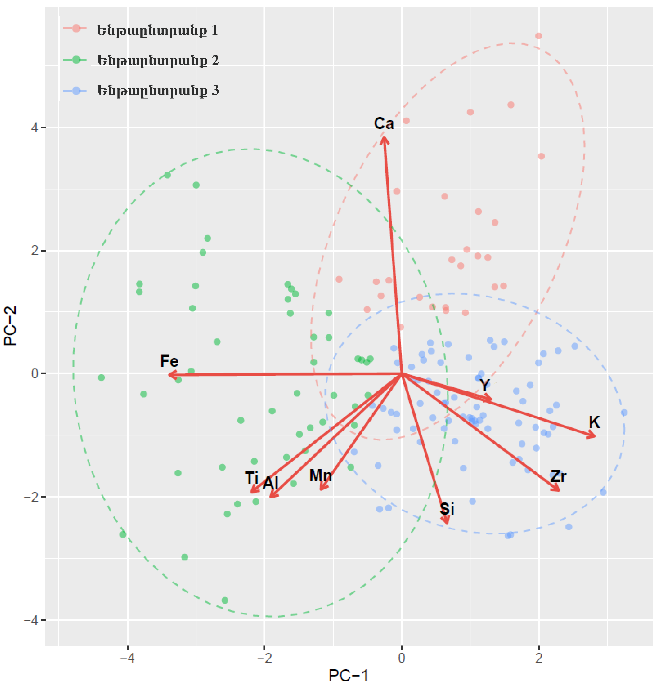 Ենթաընտրանք 1
Ենթաընտրանք 2
Ենթաընտրանք 3
4
2
0
−2
−4
PC−2
Ca
Fe
Y
K
Ti
Al
Mn
Zr
Si
−4
−2
0
2
PC−1